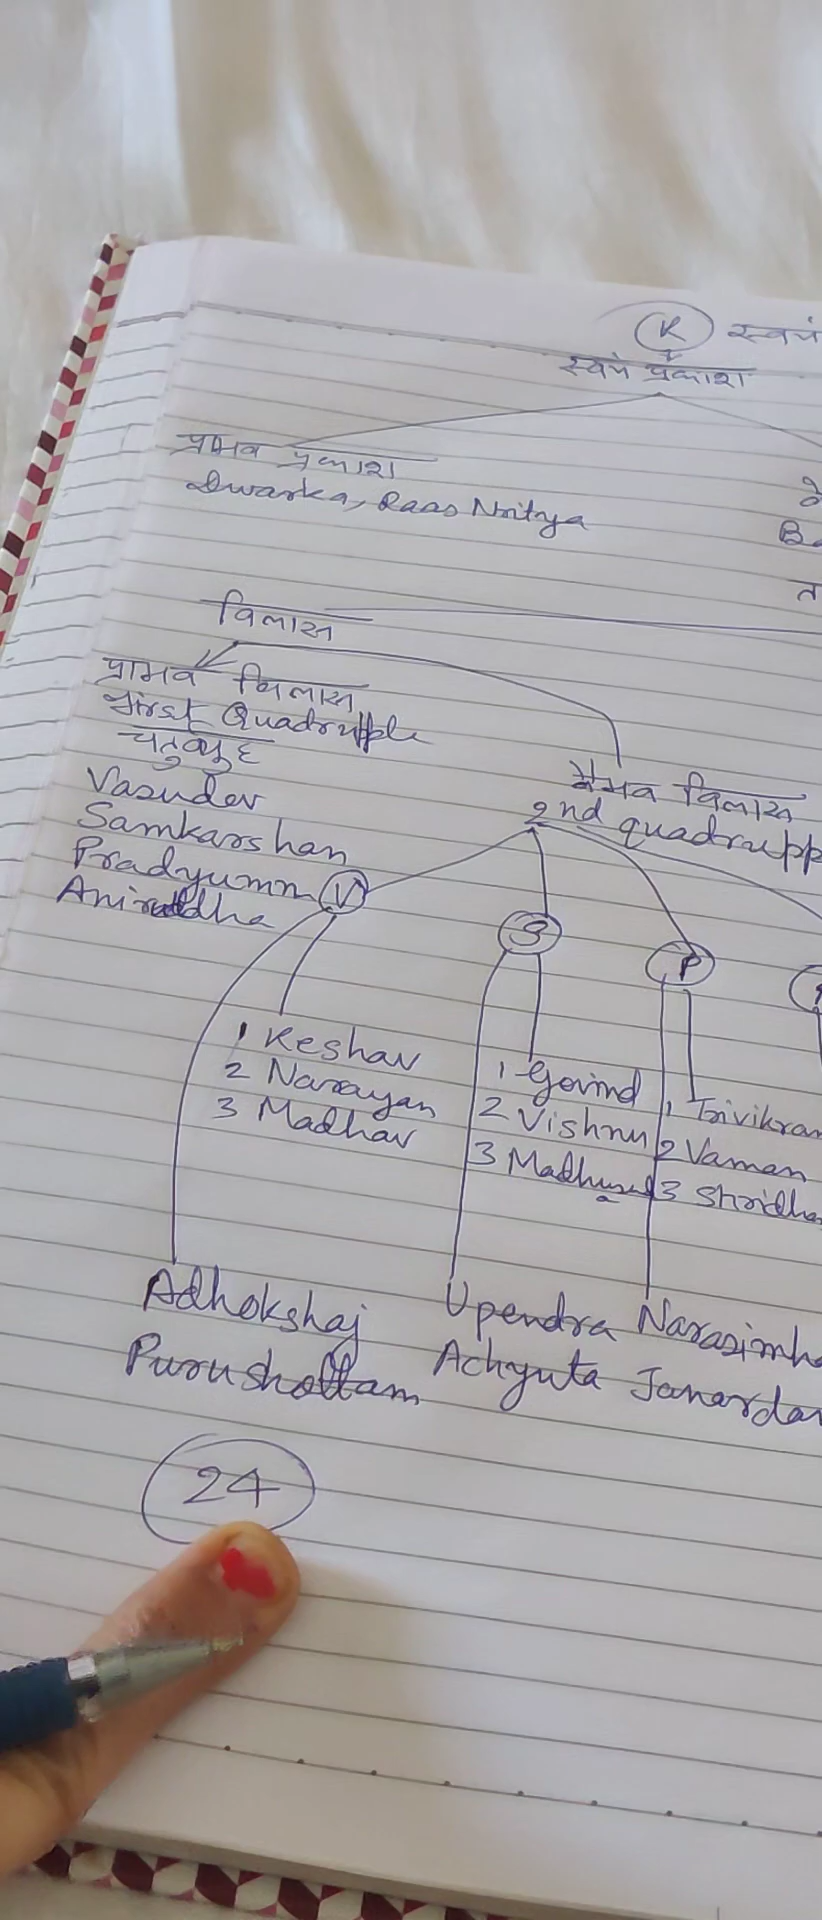 K स्वयं
स्वयं प्रकाश
प्राभव प्रकाश
Dwarka, Raas Nritya
Ba
विलास
प्राभव विलास
First Quadrupple
चतुर्व्यूह
Vasudev
Samkarshan
Pradyumn
Aniruddha
वैभव विलास
2nd quadrupp
V
S
P
1 Keshav
2 Narayan
3 Madhav
1 Govind
2 Vishnu
3 Madhusud
1 Trivikram
2 Vaman
3 Shridha
Adhokshaj
Purushottam
Upendra
Achyuta
Narasimha
Janardan
24